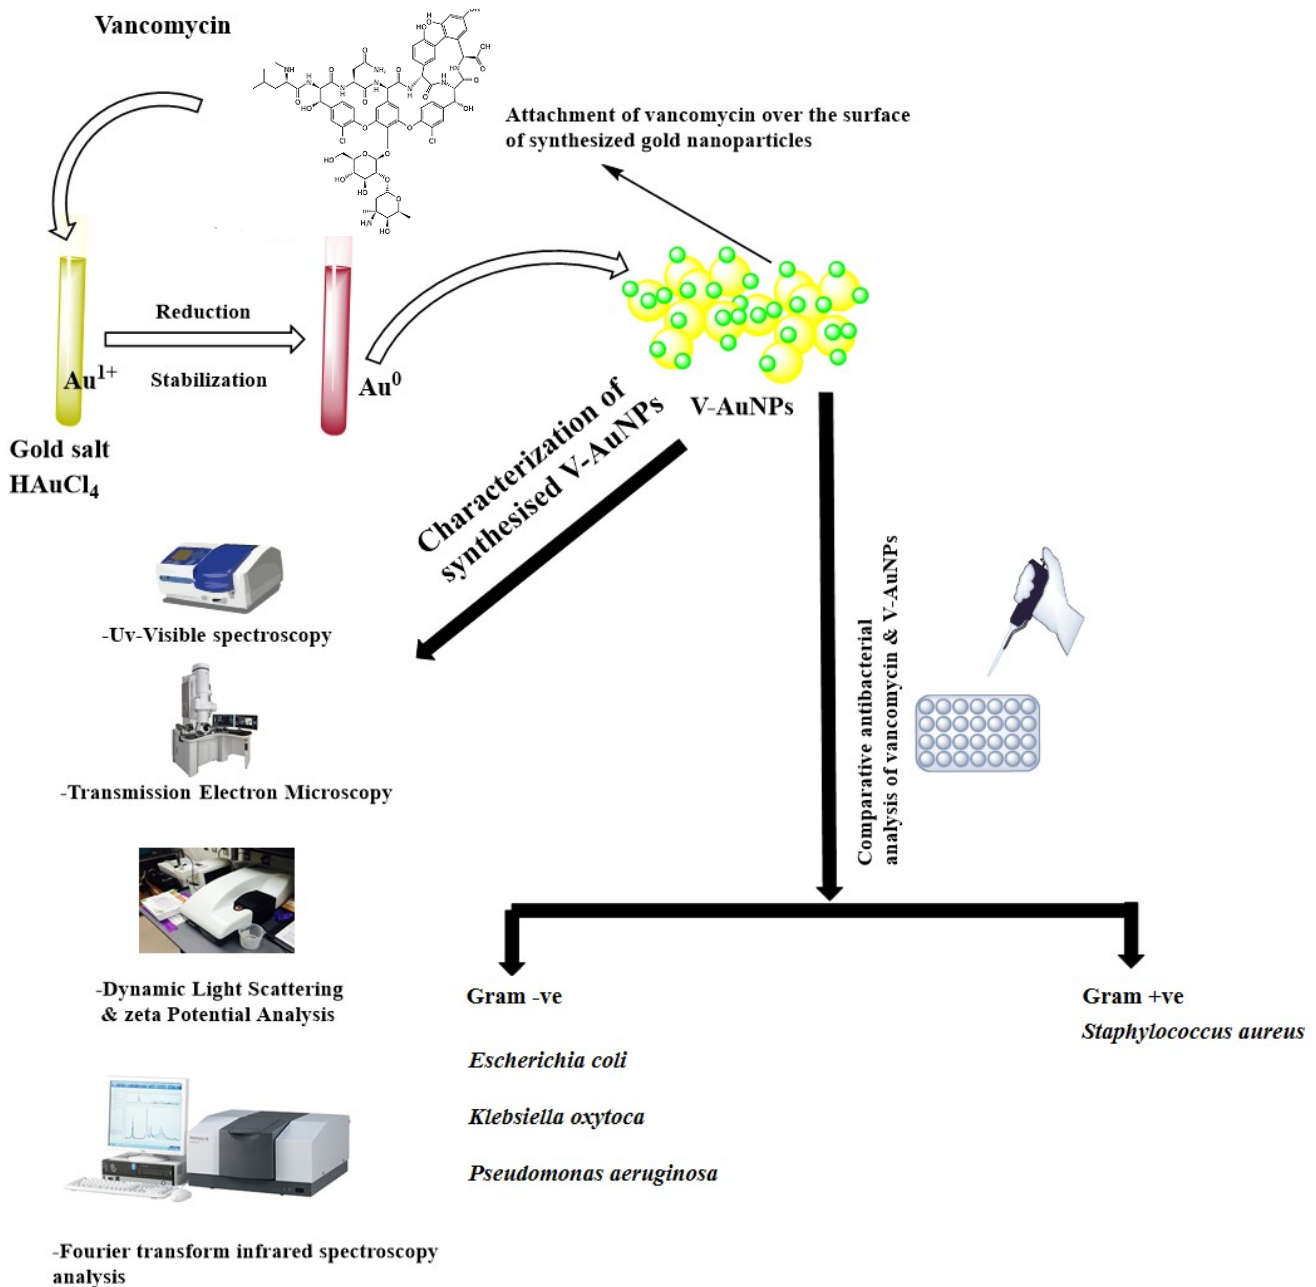 Vancomycin
Attachment of vancomycin over the surface
of synthesized gold nanoparticles
Reduction
Stabilization
Au1+
Au0
Gold salt
HAuCl4
V-AuNPs
Characterization of
synthesised V-AuNPs
Comparative antibacterial
analysis of vancomycin & V-AuNPs
-Uv-Visible spectroscopy
-Transmission Electron Microscopy
-Dynamic Light Scattering
& zeta Potential Analysis
-Fourier transform infrared spectroscopy
analysis
Gram -ve
Escherichia coli
Klebsiella oxytoca
Pseudomonas aeruginosa
Gram +ve
Staphylococcus aureus